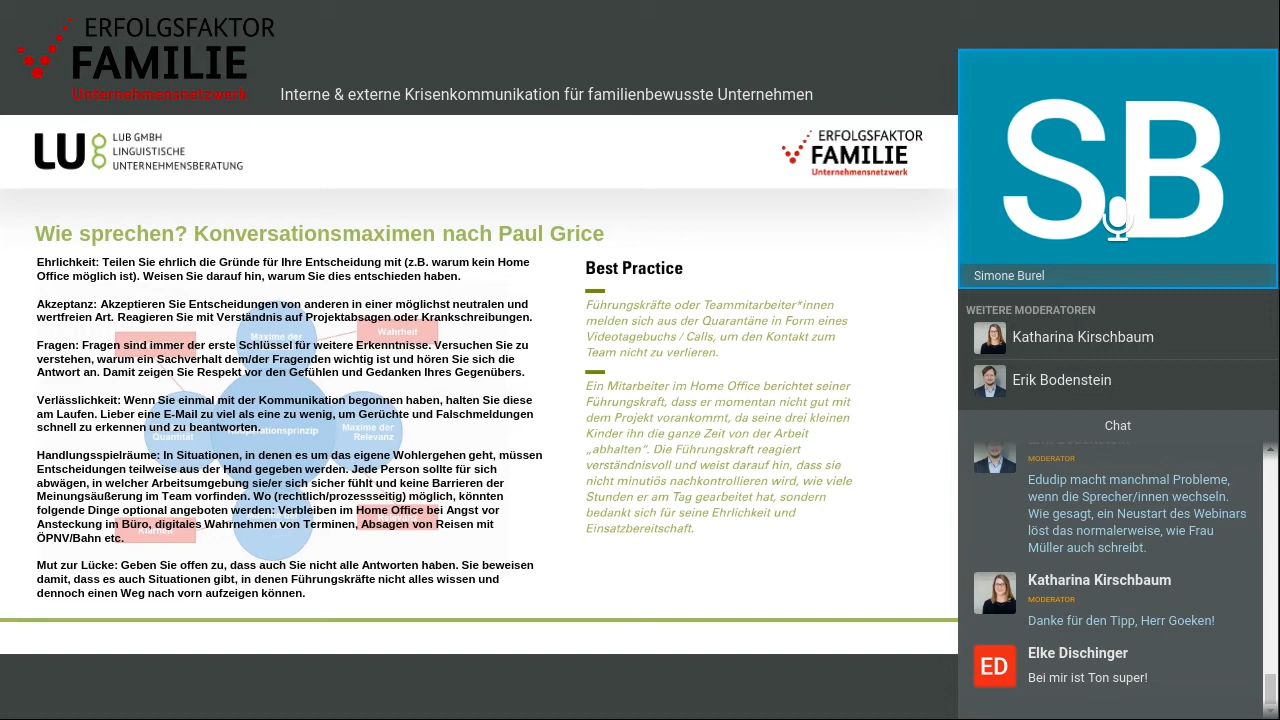 ERFOLGSFAKTOR
FAMILIE
Unternehmensnetzwerk
Interne & externe Krisenkommunikation für familienbewusste Unternehmen
LU
LUB GMBH
LINGUISTISCHE
UNTERNEHMENSBERATUNG
ERFOLGSFAKTOR
FAMILIE
Unternehmensnetzwerk
Wie sprechen? Konversationsmaximen nach Paul Grice
Ehrlichkeit: Teilen Sie ehrlich die Gründe für Ihre Entscheidung mit (z.B. warum kein Home
Office möglich ist). Weisen Sie darauf hin, warum Sie dies entschieden haben.
Akzeptanz: Akzeptieren Sie Entscheidungen von anderen in einer möglichst neutralen und
wertfreien Art. Reagieren Sie mit Verständnis auf Projektabsagen oder Krankschreibungen.
Fragen: Fragen sind immer der erste Schlüssel für weitere Erkenntnisse. Versuchen Sie zu
verstehen, warum ein Sachverhalt dem/der Fragenden wichtig ist und hören Sie sich die
Antwort an. Damit zeigen Sie Respekt vor den Gefühlen und Gedanken Ihres Gegenübers.
Verlässlichkeit: Wenn Sie einmal mit der Kommunikation begonnen haben, halten Sie diese
am Laufen. Lieber eine E-Mail zu viel als eine zu wenig, um Gerüchte und Falschmeldungen
schnell zu erkennen und zu beantworten.
Handlungsspielräume: In Situationen, in denen es um das eigene Wohlergehen geht, müssen
Entscheidungen teilweise aus der Hand gegeben werden. Jede Person sollte für sich
abwägen, in welcher Arbeitsumgebung sie/er sich sicher fühlt und keine Barrieren der
Meinungsäußerung im Team vorfinden. Wo (rechtlich/prozessseitig) möglich, könnten
folgende Dinge optional angeboten werden: Verbleiben im Home Office bei Angst vor
Ansteckung im Büro, digitales Wahrnehmen von Terminen, Absagen von Reisen mit
ÖPNV/Bahn etc.
Mut zur Lücke: Geben Sie offen zu, dass auch Sie nicht alle Antworten haben. Sie beweisen
damit, dass es auch Situationen gibt, in denen Führungskräfte nicht alles wissen und
dennoch einen Weg nach vorn aufzeigen können.
Maxime der
Wahrheit
Quantität
Kooperationsprinzip
Maxime der
Relevanz
Best Practice
Führungskräfte oder Teammitarbeiter*innen
melden sich aus der Quarantäne in Form eines
Videotagebuchs / Calls, um den Kontakt zum
Team nicht zu verlieren.
Ein Mitarbeiter im Home Office berichtet seiner
Führungskraft, dass er momentan nicht gut mit
dem Projekt vorankommt, da seine drei kleinen
Kinder ihn die ganze Zeit von der Arbeit
„abhalten“. Die Führungskraft reagiert
verständnisvoll und weist darauf hin, dass sie
nicht minutiös nachkontrollieren wird, wie viele
Stunden er am Tag gearbeitet hat, sondern
bedankt sich für seine Ehrlichkeit und
Einsatzbereitschaft.
SB
Simone Burel
WEITERE MODERATOREN
Katharina Kirschbaum
Erik Bodenstein
Chat
Erik Bodenstein
MODERATOR
Edudip macht manchmal Probleme,
wenn die Sprecher/innen wechseln.
Wie gesagt, ein Neustart des Webinars
löst das normalerweise, wie Frau
Müller auch schreibt.
Katharina Kirschbaum
MODERATOR
Danke für den Tipp, Herr Goeken!
ED
Elke Dischinger
Bei mir ist Ton super!